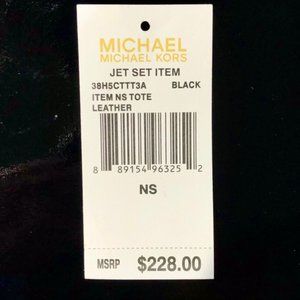 MICHAEL
MICHAEL KORS
JET SET ITEM
38H5CTTT3A BLACK
ITEM NS TOTE
LEATHER
8 89154 96325 2
NS
MSRP $228.00